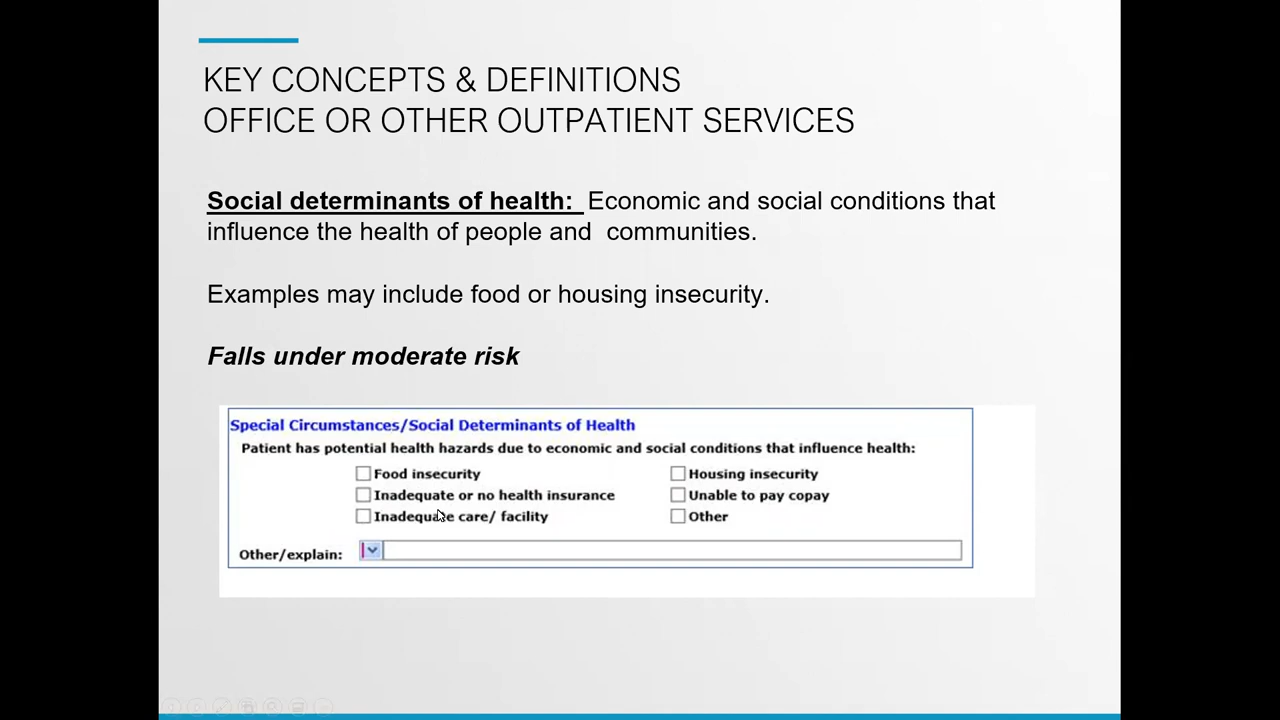 KEY CONCEPTS & DEFINITIONS
OFFICE OR OTHER OUTPATIENT SERVICES
Social determinants of health: Economic and social conditions that
influence the health of people and communities.
Examples may include food or housing insecurity.
Falls under moderate risk
Special Circumstances/Social Determinants of Health
Patient has potential health hazards due to economic and social conditions that influence health:
Food insecurity Housing insecurity
Inadequate or no health insurance Unable to pay copay
Inadequate care/ facility Other
Other/explain: